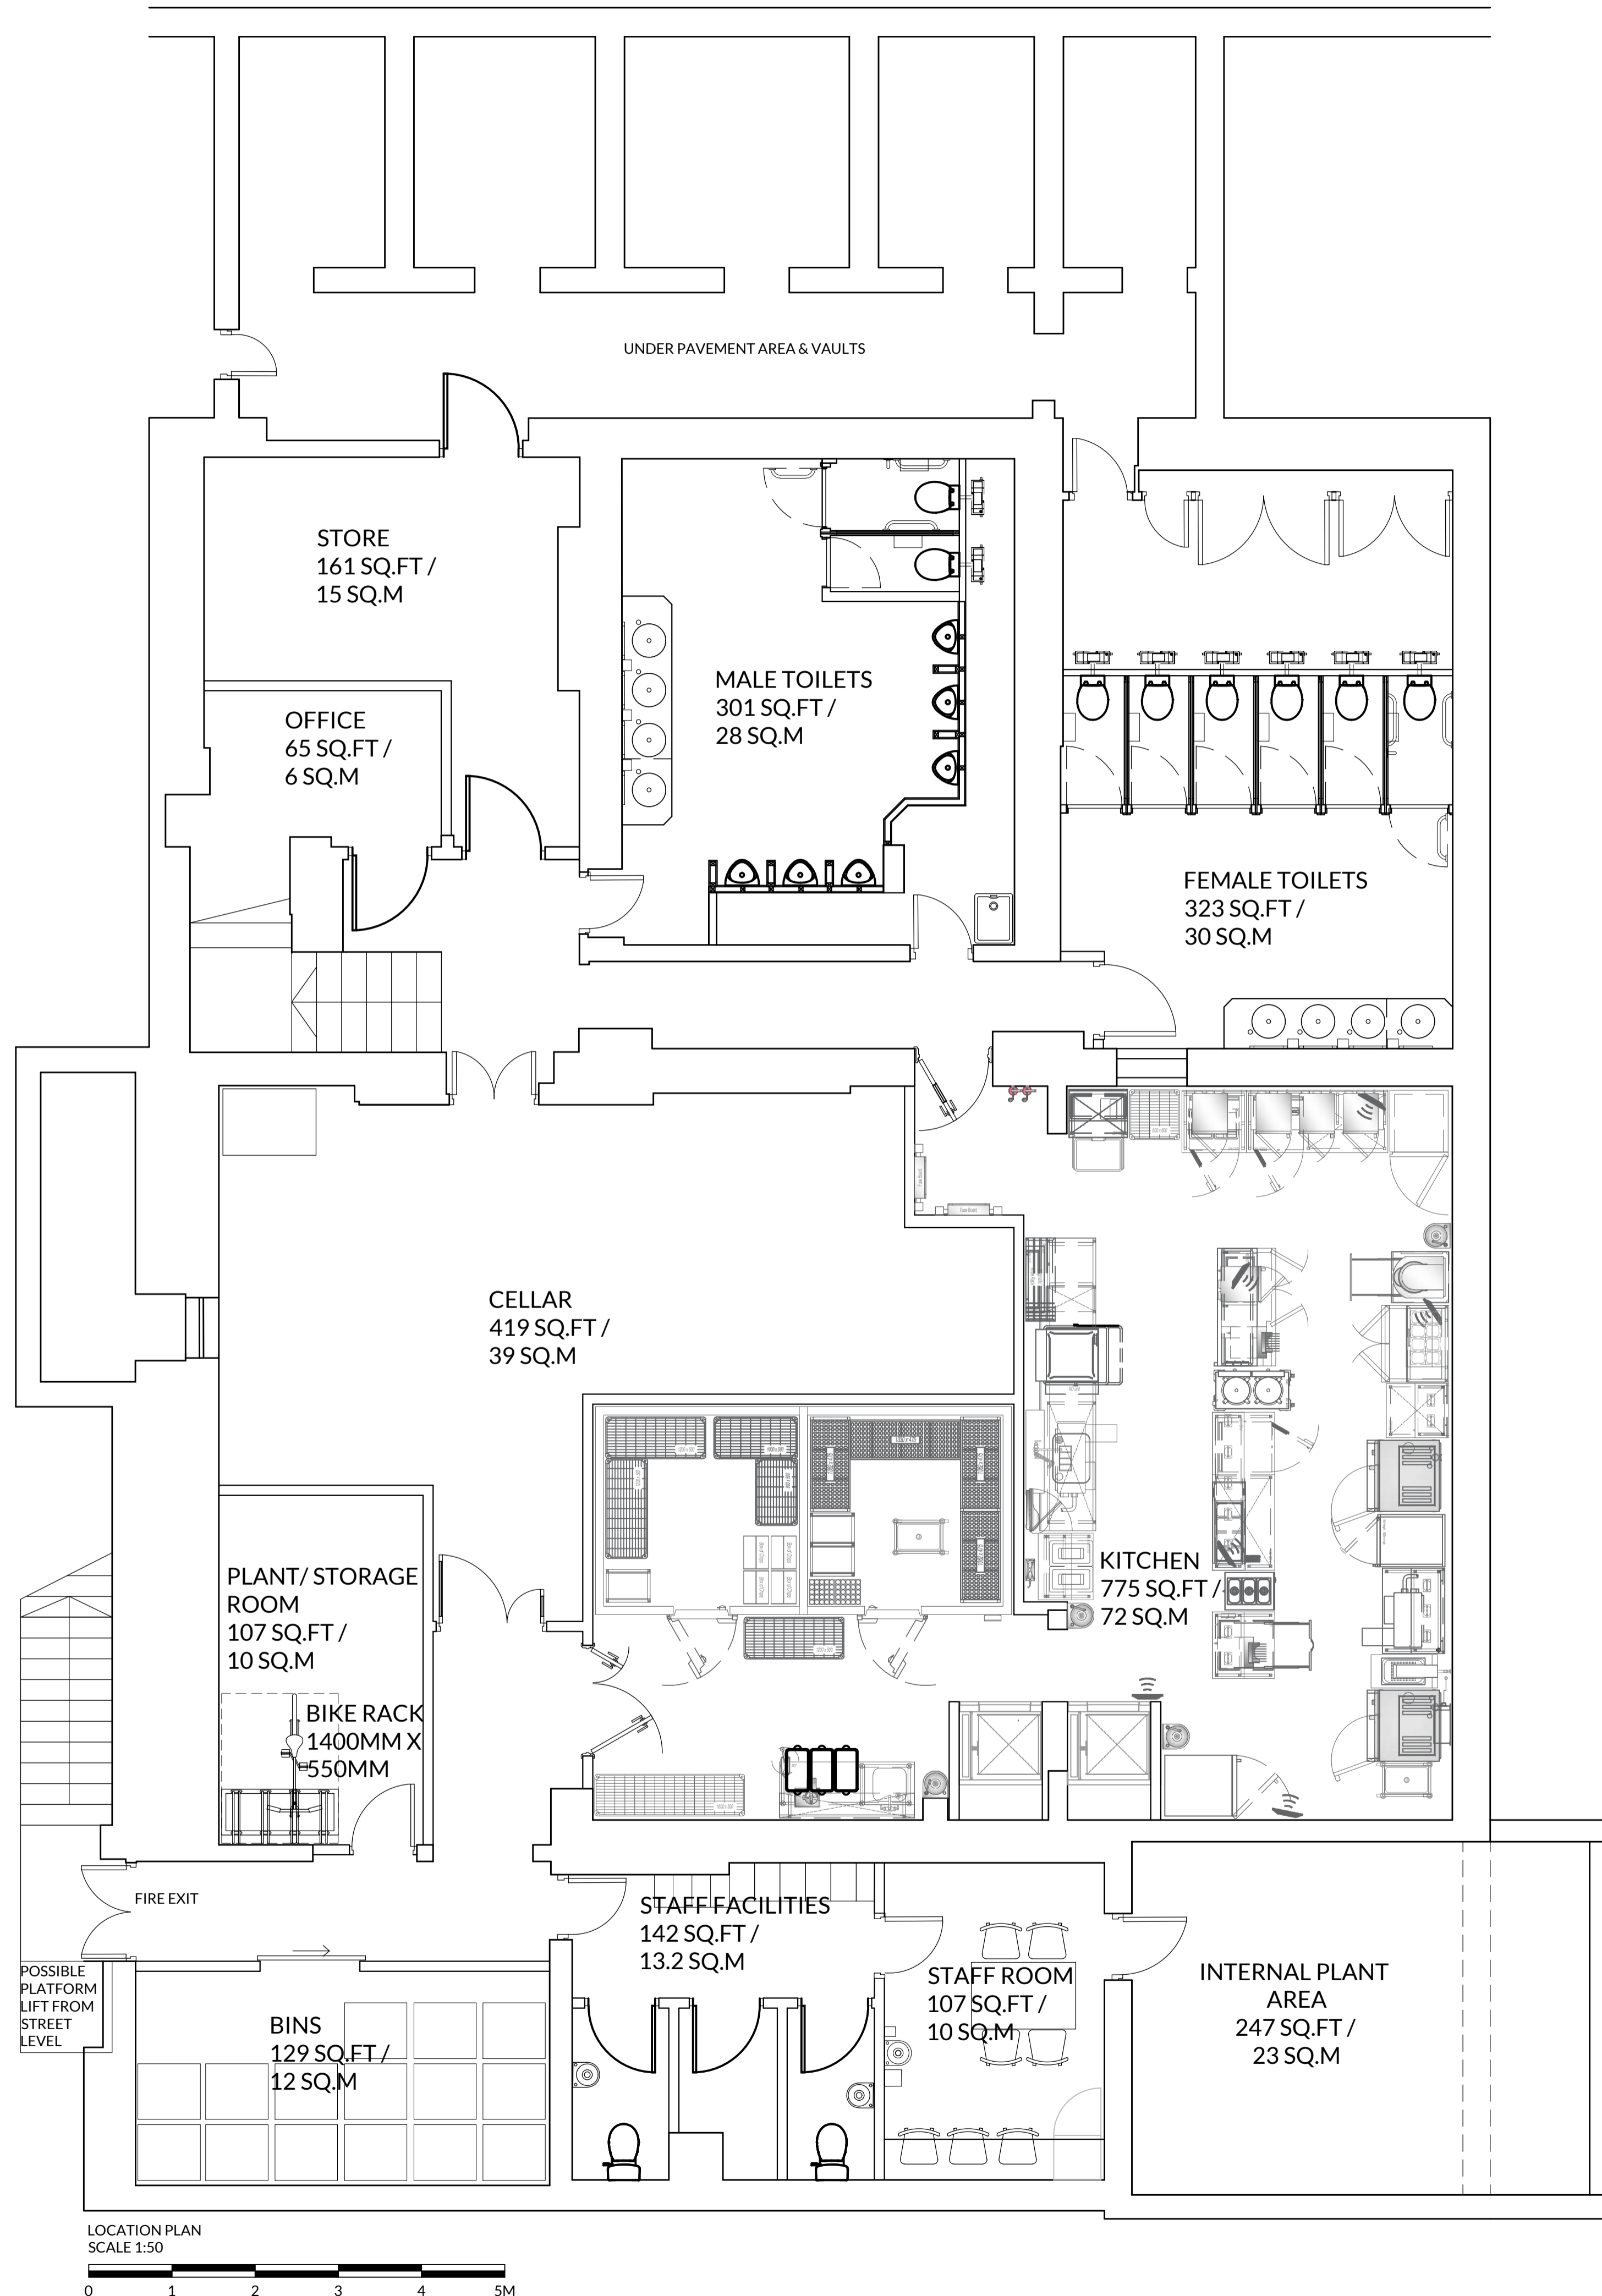 UNDER PAVEMENT AREA & VAULTS
STORE
161 SQ.FT /
15 SQ.M
MALE TOILETS
301 SQ.FT /
28 SQ.M
OFFICE
65 SQ.FT /
6 SQ.M
FEMALE TOILETS
323 SQ.FT /
30 SQ.M
CELLAR
419 SQ.FT /
39 SQ.M
Fuse Board
Fuse Board
KITCHEN
775 SQ.FT /
72 SQ.M
PLANT/ STORAGE
ROOM
107 SQ.FT /
10 SQ.M
BIKE RACK
1400MM X
550MM
FIRE EXIT
STAFF FACILITIES
142 SQ.FT /
13.2 SQ.M
STAFF ROOM
107 SQ.FT /
10 SQ.M
INTERNAL PLANT
AREA
247 SQ.FT /
23 SQ.M
POSSIBLE
PLATFORM
LIFT FROM
STREET
LEVEL
BINS
129 SQ.FT /
12 SQ.M
LOCATION PLAN
SCALE 1:50
0 1 2 3 4 5M